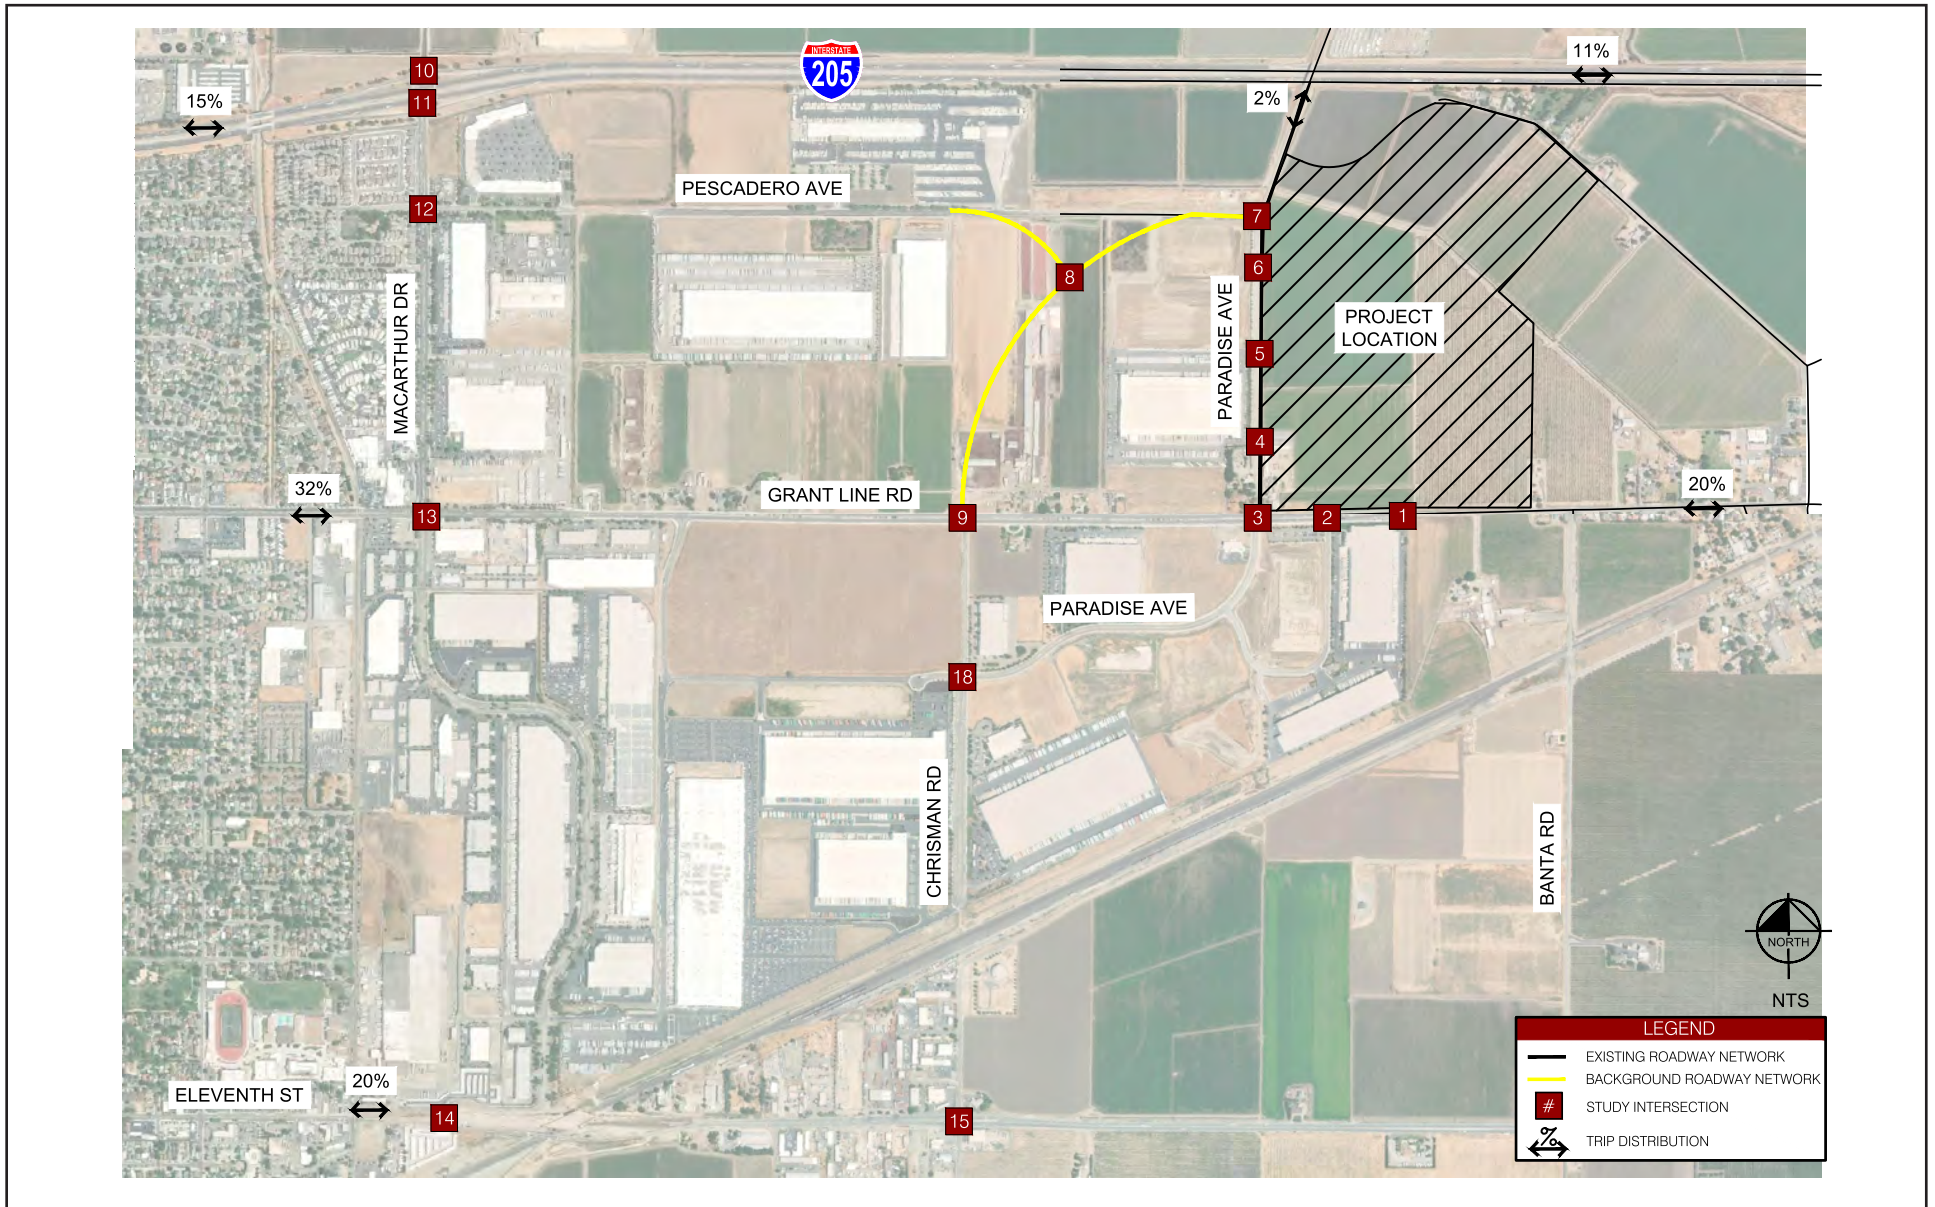 INTERSTATE
205
11%
10
11
15%
2%
PESCADERO AVE
12
7
8
6
MACARTHUR DR
PARADISE AVE
PROJECT
LOCATION
5
4
32%
GRANT LINE RD
20%
13
9
3
2
1
PARADISE AVE
18
CHRISMAN RD
BANTA RD
NORTH
NTS
ELEVENTH ST
20%
14
15
LEGEND
EXISTING ROADWAY NETWORK
BACKGROUND ROADWAY NETWORK
# STUDY INTERSECTION
% TRIP DISTRIBUTION